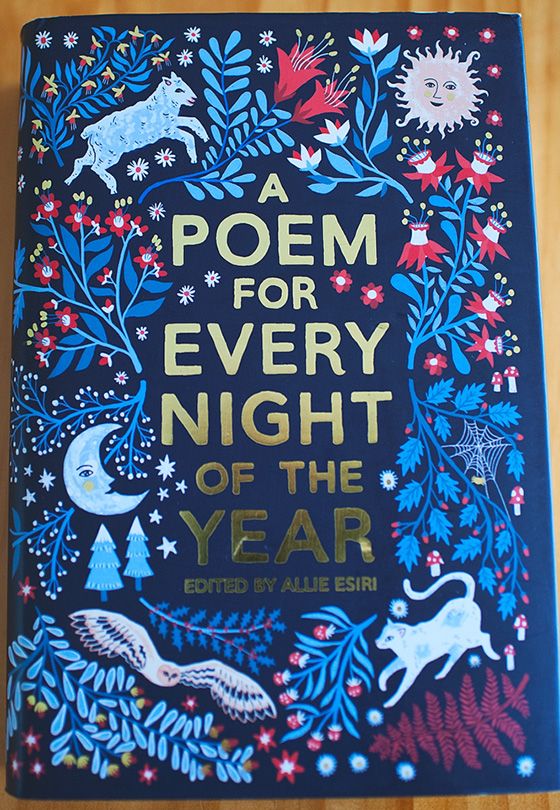 A
POEM
FOR
EVERY
NIGHT
OF THE
YEAR
EDITED BY ALLIE ESIRI